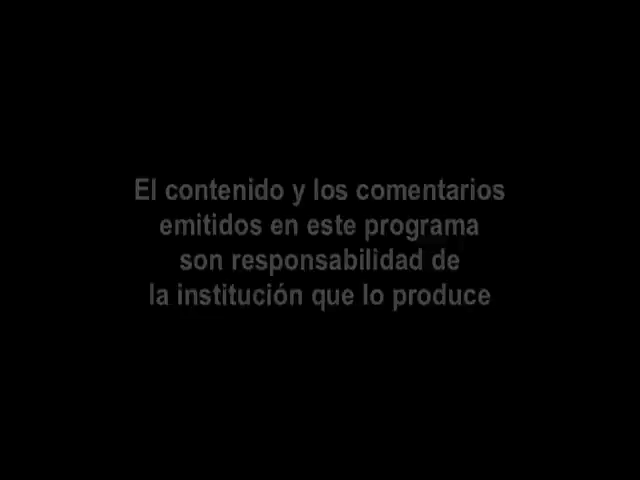 El contenido y los comentarios
emitidos en este programa
son responsabilidad de
la institución que lo produce